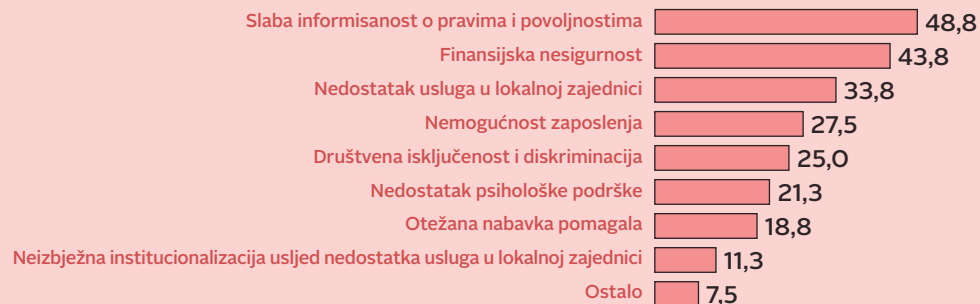 Slaba informisanost o pravima i povoljnostima 48,8
Finansijska nesigurnost 43,8
Nedostatak usluga u lokalnoj zajednici 33,8
Nemogućnost zaposlenja 27,5
Društvena isključenost i diskriminacija 25,0
Nedostatak psihološke podrške 21,3
Otežana nabavka pomagala 18,8
Neizbježna institucionalizacija usljed nedostatka usluga u lokalnoj zajednici 11,3
Ostalo 7,5